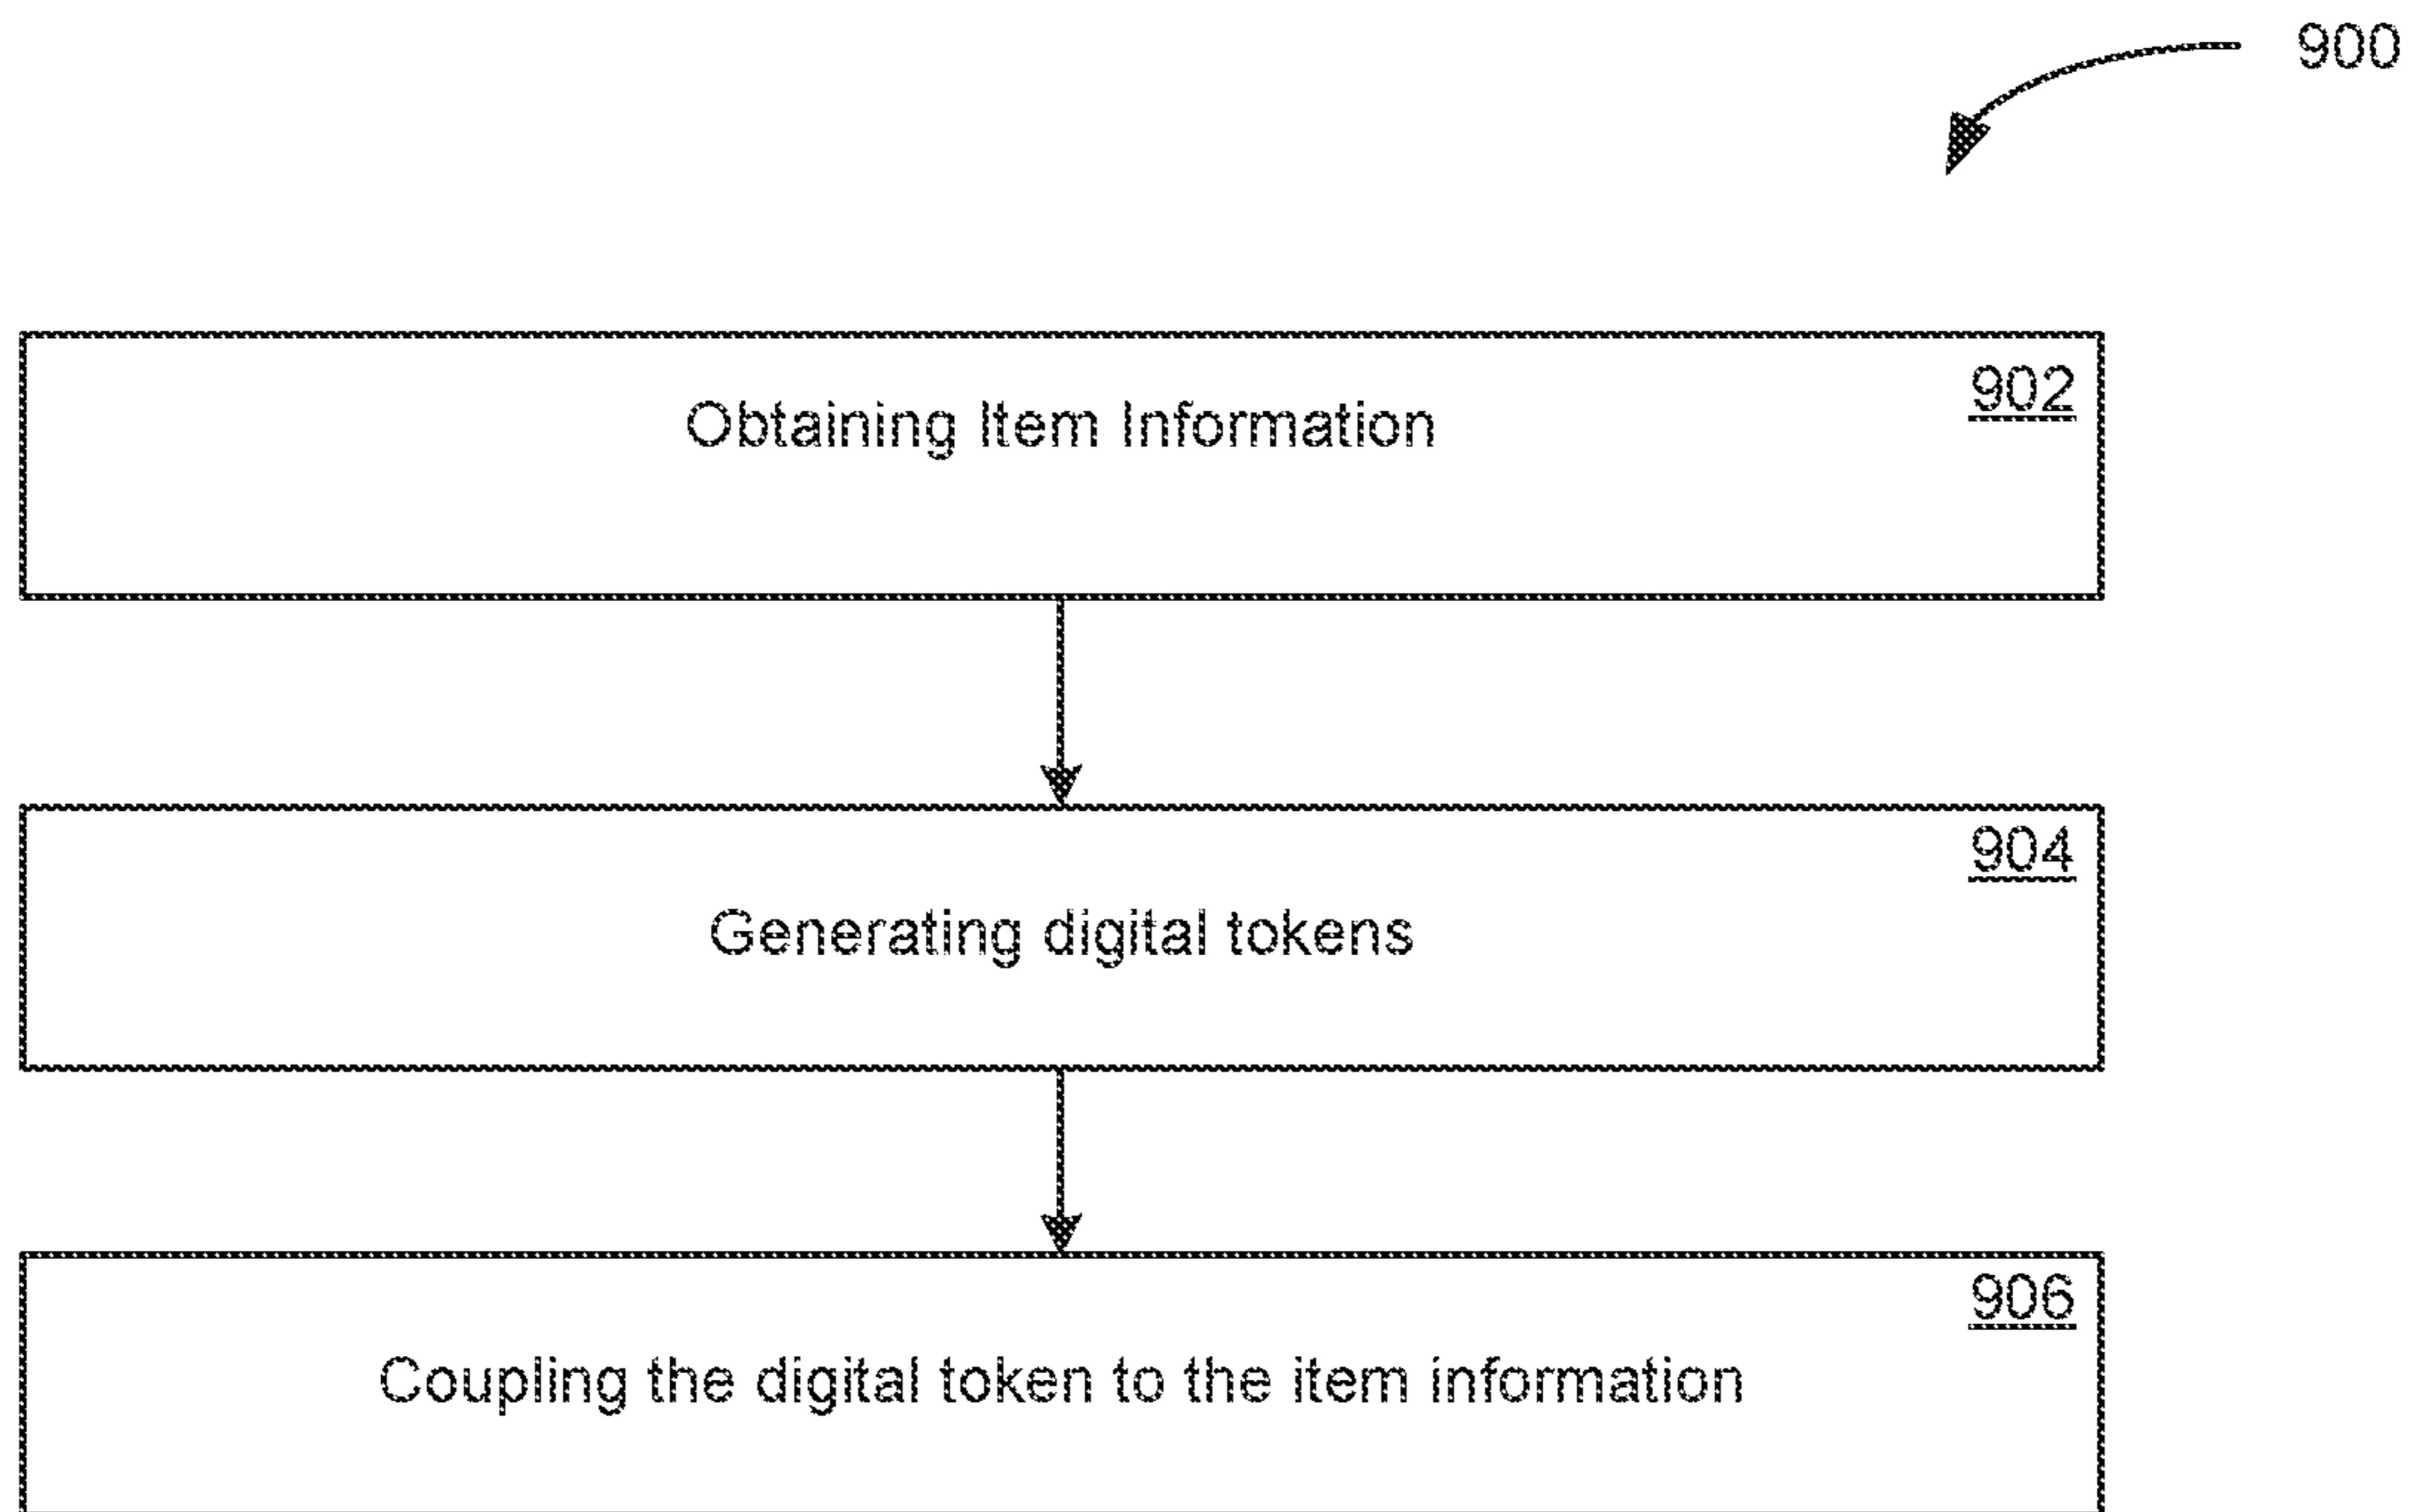 900
902
Obtaining Item Information
904
Generating digital tokens
906
Coupling the digital token to the item information